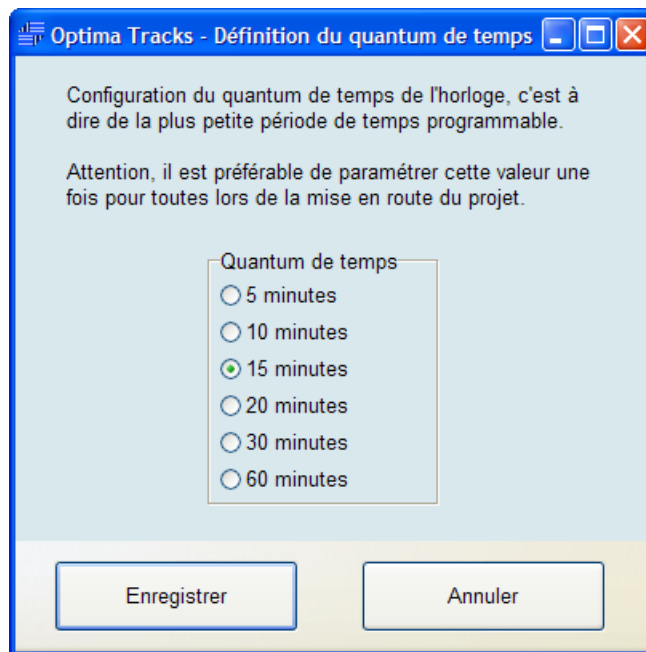 Optima Tracks - Définition du quantum de temps
Configuration du quantum de temps de l'horloge, c'est à
dire de la plus petite période de temps programmable.
Attention, il est préférable de paramétrer cette valeur une
fois pour toutes lors de la mise en route du projet.
Quantum de temps
5 minutes
10 minutes
15 minutes
20 minutes
30 minutes
60 minutes
Enregistrer
Annuler